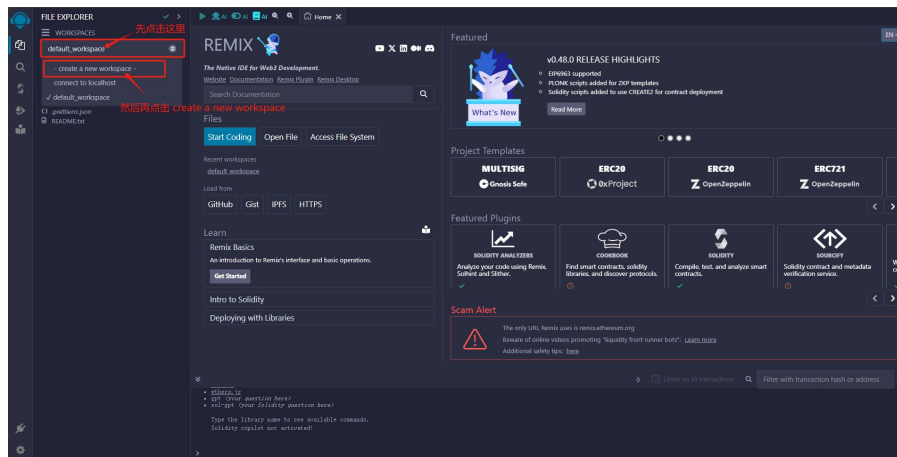 FILE EXPLORER
WORKSPACES
先点击这里
default_workspace
- create a new workspace -
connect to localhost
✓ default_workspace
然后再点击 create a new workspace
.prettierrc.json
README.txt
AI AI AI Home X
REMIX
The Native IDE for Web3 Development.
Website Documentation Remix Plugin Remix Desktop
Search Documentation
Files
Start Coding Open File Access File System
Recent workspaces
default_workspace
Load from
GitHub Gist IPFS HTTPS
Learn
Remix Basics
An introduction to Remix's interface and basic operations.
Get Started
Intro to Solidity
Deploying with Libraries
EN
Featured
What's New
v0.48.0 RELEASE HIGHLIGHTS
EIP6963 supported
PLONK scripts added for ZKP templates
Solidity scripts added to use CREATE2 for contract deployment
Read More
Project Templates
MULTISIG
Gnosis Safe
ERC20
0xProject
ERC20
OpenZeppelin
ERC721
OpenZeppelin
Featured Plugins
SOLIDITY ANALYZERS
Analyze your code using Remix,
Solhint and Slither.
COOKBOOK
Find smart contracts, solidity
libraries, and discover protocols.
SOLIDITY
Compile, test, and analyze smart
contracts.
SOURCIFY
Solidity contract and metadata
verification service.
Scam Alert
The only URL Remix uses is remix.ethereum.org
Beware of online videos promoting "liquidity front runner bots": Learn more
Additional safety tips: here
0 Listen on all transactions Filter with transaction hash or address
ethers.js
gpt <your question here>
sol-gpt <your Solidity question here>
Type the library name to see available commands.
Solidity copilot not activated!
>